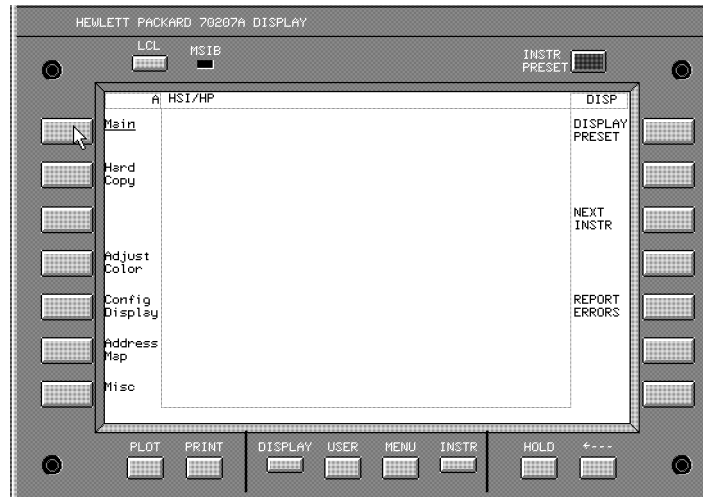 HEWLETT PACKARD 70207A DISPLAY
LCL
MSIB
INSTR
PRESET
A HSI/HP
DISP
Main
DISPLAY
PRESET
Hard
Copy
NEXT
INSTR
Adjust
Color
Config
Display
REPORT
ERRORS
Address
Map
Misc
PLOT PRINT DISPLAY USER MENU INSTR HOLD ←---